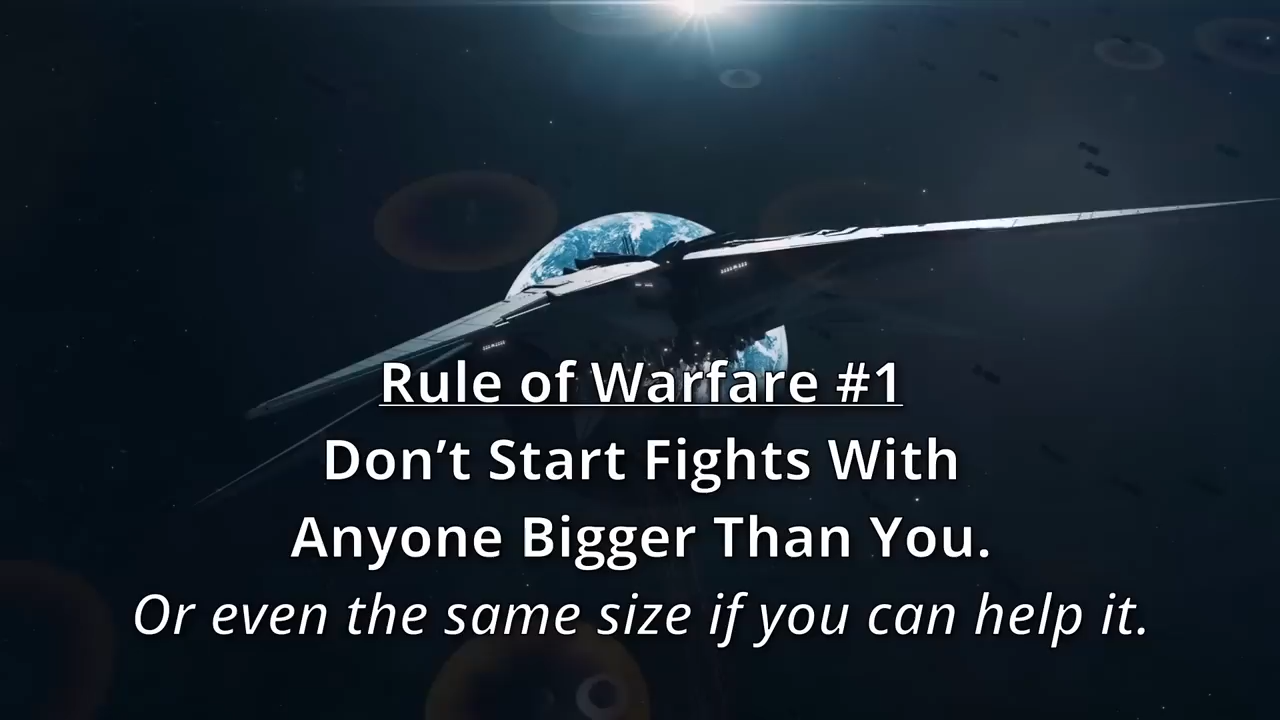 Rule of Warfare #1
Don’t Start Fights With
Anyone Bigger Than You.
Or even the same size if you can help it.